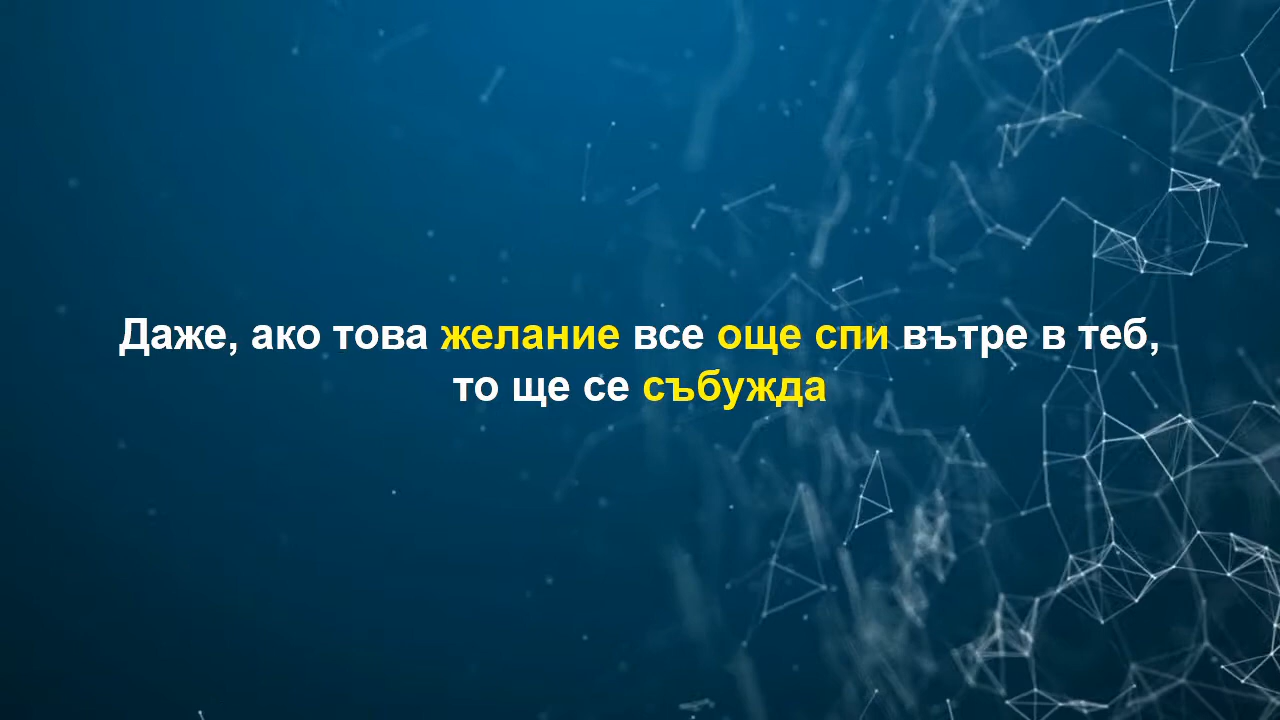 Даже, ако това желание все още спи вътре в теб,
то ще се събужда